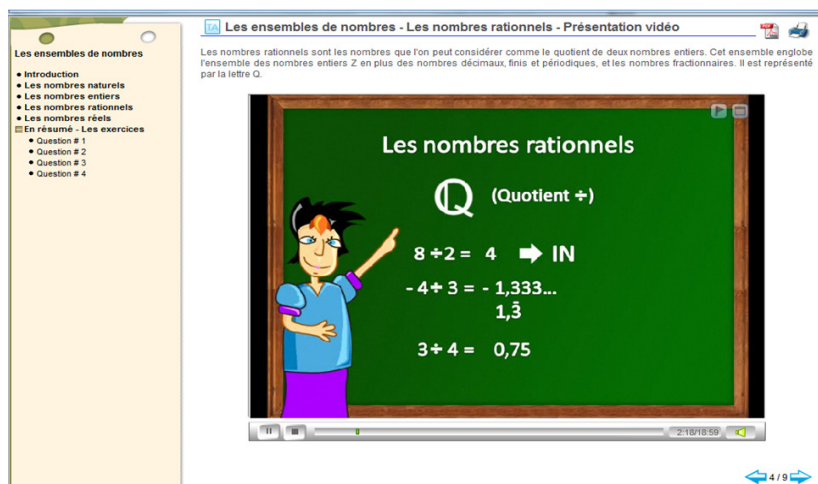 TA Les ensembles de nombres - Les nombres rationnels - Présentation vidéo
Les nombres rationnels sont les nombres que l'on peut considérer comme le quotient de deux nombres entiers. Cet ensemble englobe
l'ensemble des nombres entiers Z en plus des nombres décimaux, finis et périodiques, et les nombres fractionnaires. Il est représenté
par la lettre Q.
Les ensembles de nombres
Introduction
Les nombres naturels
Les nombres entiers
Les nombres rationnels
Les nombres réels
En résumé - Les exercices
Question # 1
Question # 2
Question # 3
Question # 4
Les nombres rationnels
Q (Quotient ÷)
8 ÷ 2 = 4 ➡ IN
- 4 ÷ 3 = - 1,333...
1,3̄
3 ÷ 4 = 0,75
2:18/18:59
4 / 9